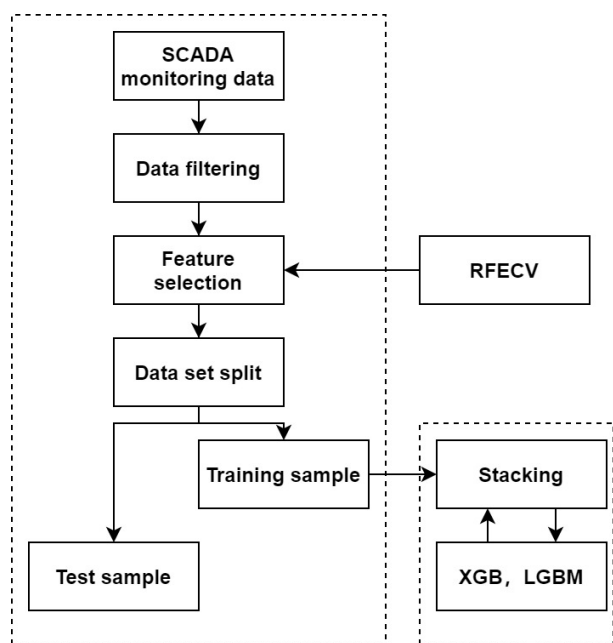 SCADA
monitoring data
Data filtering
Feature
selection
RFECV
Data set split
Training sample
Stacking
Test sample
XGB，LGBM